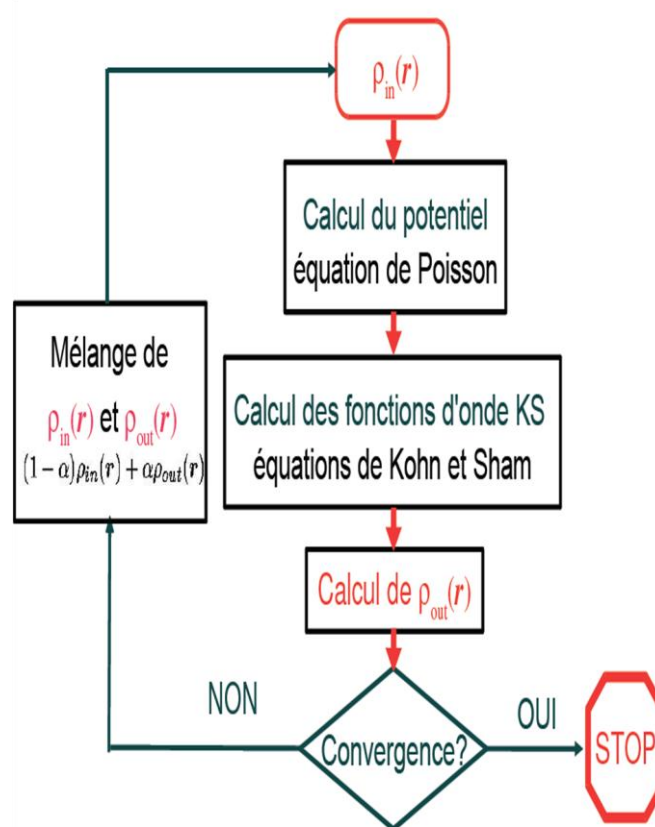 ρin(r)
Calcul du potentiel
équation de Poisson
Mélange de
ρin(r) et ρout(r)
(1−α)ρin(r)+αρout(r)
Calcul des fonctions d'onde KS
équations de Kohn et Sham
Calcul de ρout(r)
NON
OUI
Convergence?
STOP